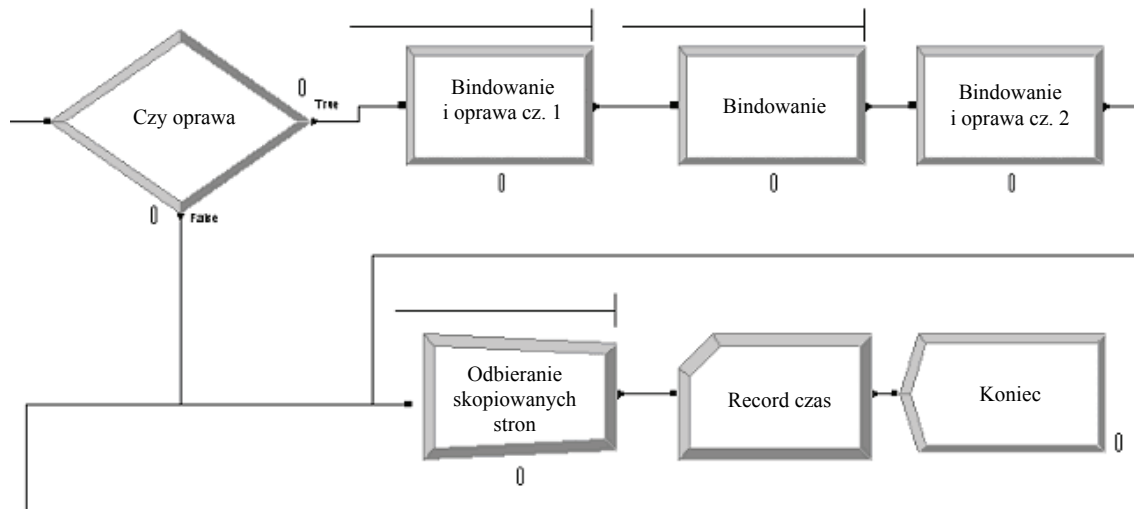 Czy oprawa
0
True
0
False
Bindowanie
i oprawa cz. 1
0
Bindowanie
0
Bindowanie
i oprawa cz. 2
0
Odbieranie
skopiowanych
stron
0
Record czas
Koniec
0